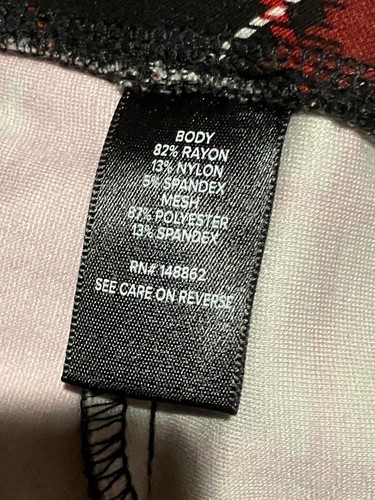 BODY
82% RAYON
13% NYLON
5% SPANDEX
MESH
87% POLYESTER
13% SPANDEX
RN# 148862
SEE CARE ON REVERSE